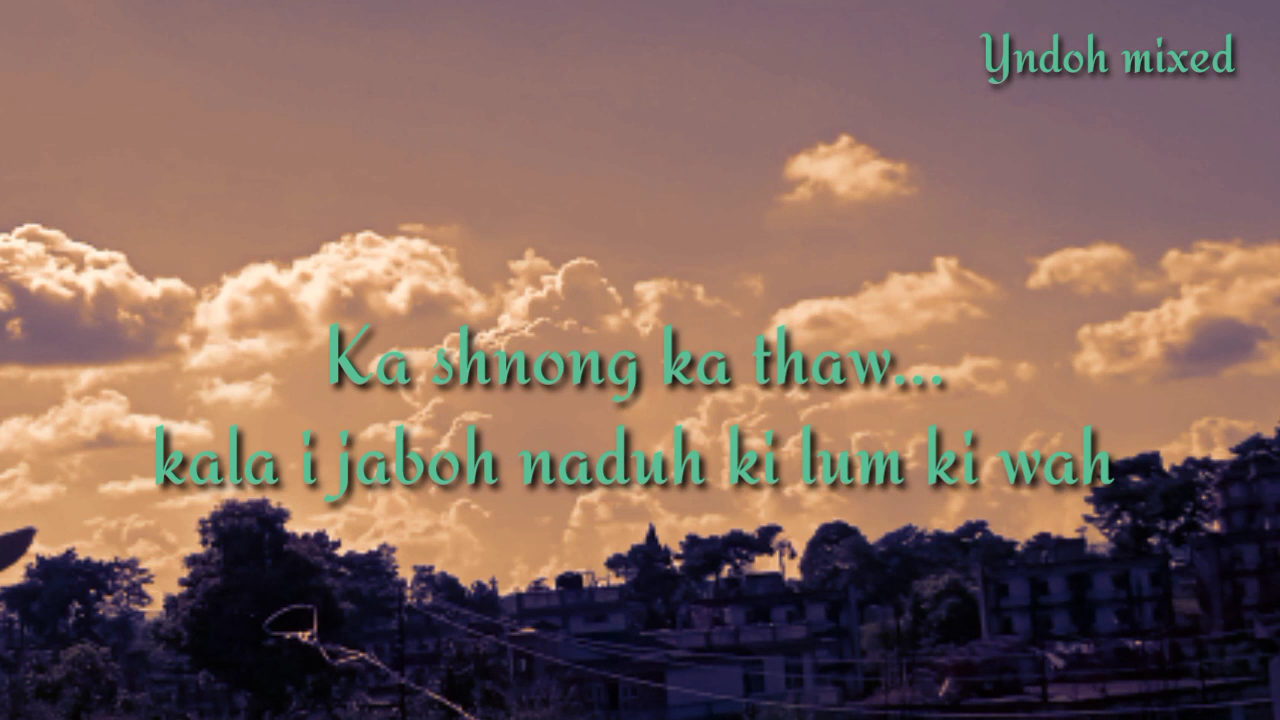 Yndoh mixed
Ka shnong ka thaw...
kala i jaboh naduh ki lum ki wah